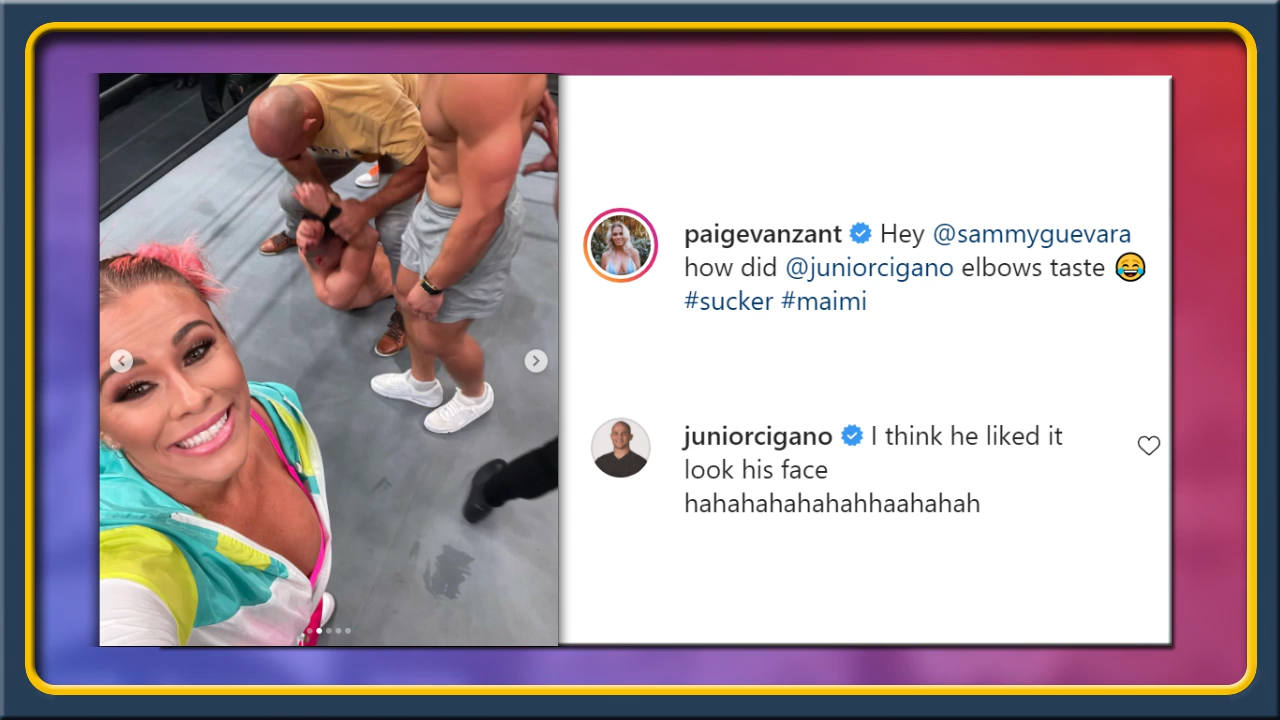 paigevanzant Hey @sammyguevara
how did @juniorcigano elbows taste 😂
#sucker #maimi
juniorcigano I think he liked it
look his face
hahahahahahahhaahahah